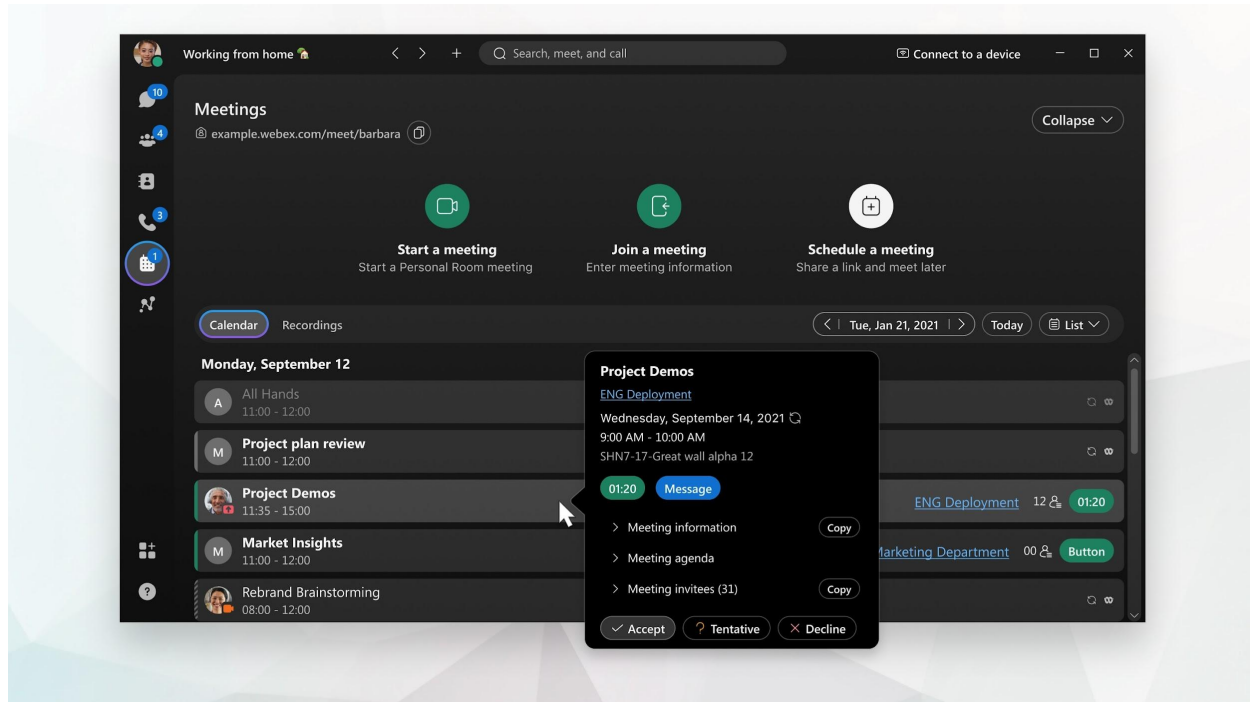 Working from home
Search, meet, and call
Connect to a device
10
4
3
1
Meetings
example.webex.com/meet/barbara
Collapse
Start a meeting
Start a Personal Room meeting
Join a meeting
Enter meeting information
Schedule a meeting
Share a link and meet later
Calendar
Recordings
Tue, Jan 21, 2021
Today
List
Monday, September 12
A
All Hands
11:00 - 12:00
M
Project plan review
11:00 - 12:00
Project Demos
11:35 - 15:00
ENG Deployment
12
01:20
M
Market Insights
11:00 - 12:00
Marketing Department
00
Button
Rebrand Brainstorming
08:00 - 12:00
Project Demos
ENG Deployment
Wednesday, September 14, 2021
9:00 AM - 10:00 AM
SHN7-17-Great wall alpha 12
01:20
Message
Meeting information
Copy
Meeting agenda
Meeting invitees (31)
Copy
Accept
? Tentative
Decline
?